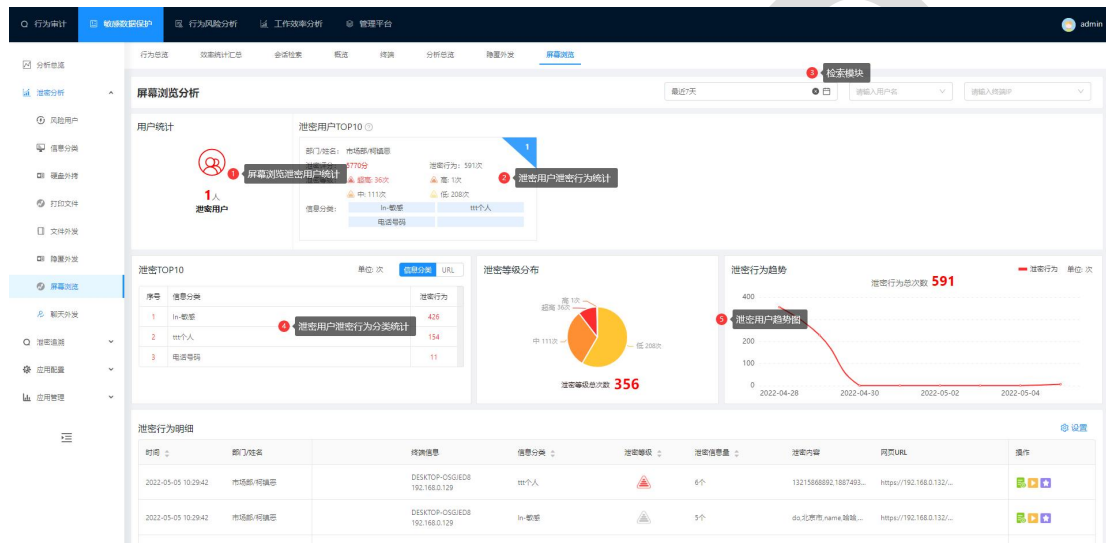 行为审计 敏感数据保护 行为风险分析 工作效率分析 管理平台 admin
行为总览 效率统计汇总 会话检索 概览 终端 分析总览 隐匿外发 屏幕浏览
分析总览
泄密分析
风险用户
信息分类
硬盘外拷
打印文件
文件外发
隐匿外发
屏幕浏览
聊天外发
泄密追溯
应用配置
应用管理
3 检索模块
屏幕浏览分析 最近7天 请输入用户名 请输入终端IP
用户统计
1 屏幕浏览泄密用户统计
1人
泄密用户
泄密用户TOP10
1
部门/姓名: 市场部/柯镇恶
5770分 泄密行为: 591次
超高: 36次 高: 1次
2 泄密用户泄密行为统计
中: 111次 低: 208次
信息分类: In-敏感 ttt个人
电话号码
泄密TOP10 单位: 次 信息分类 URL
序号 信息分类 泄密行为
1 In-敏感 426
2 ttt个人 154
3 电话号码 11
4 泄密用户泄密行为分类统计
泄密等级分布
高 1次
超高 36次
中 111次
低 208次
泄密等级总次数 356
泄密行为趋势 泄密行为 单位: 次
泄密行为总次数 591
400
5 泄密用户趋势图
200
100
0
2022-04-28 2022-04-30 2022-05-02 2022-05-04
泄密行为明细 设置
时间 部门/姓名 终端信息 信息分类 泄密等级 泄密信息量 泄密内容 网页URL 操作
2022-05-05 10:29:42 市场部/柯镇恶 DESKTOP-OSGJED8 ttt个人 6个 13215868892,1887493... https://192.168.0.132/...
192.168.0.129
2022-05-05 10:29:42 市场部/柯镇恶 DESKTOP-OSGJED8 In-敏感 5个 do,北京市,name,哈哈,... https://192.168.0.132/...
192.168.0.129